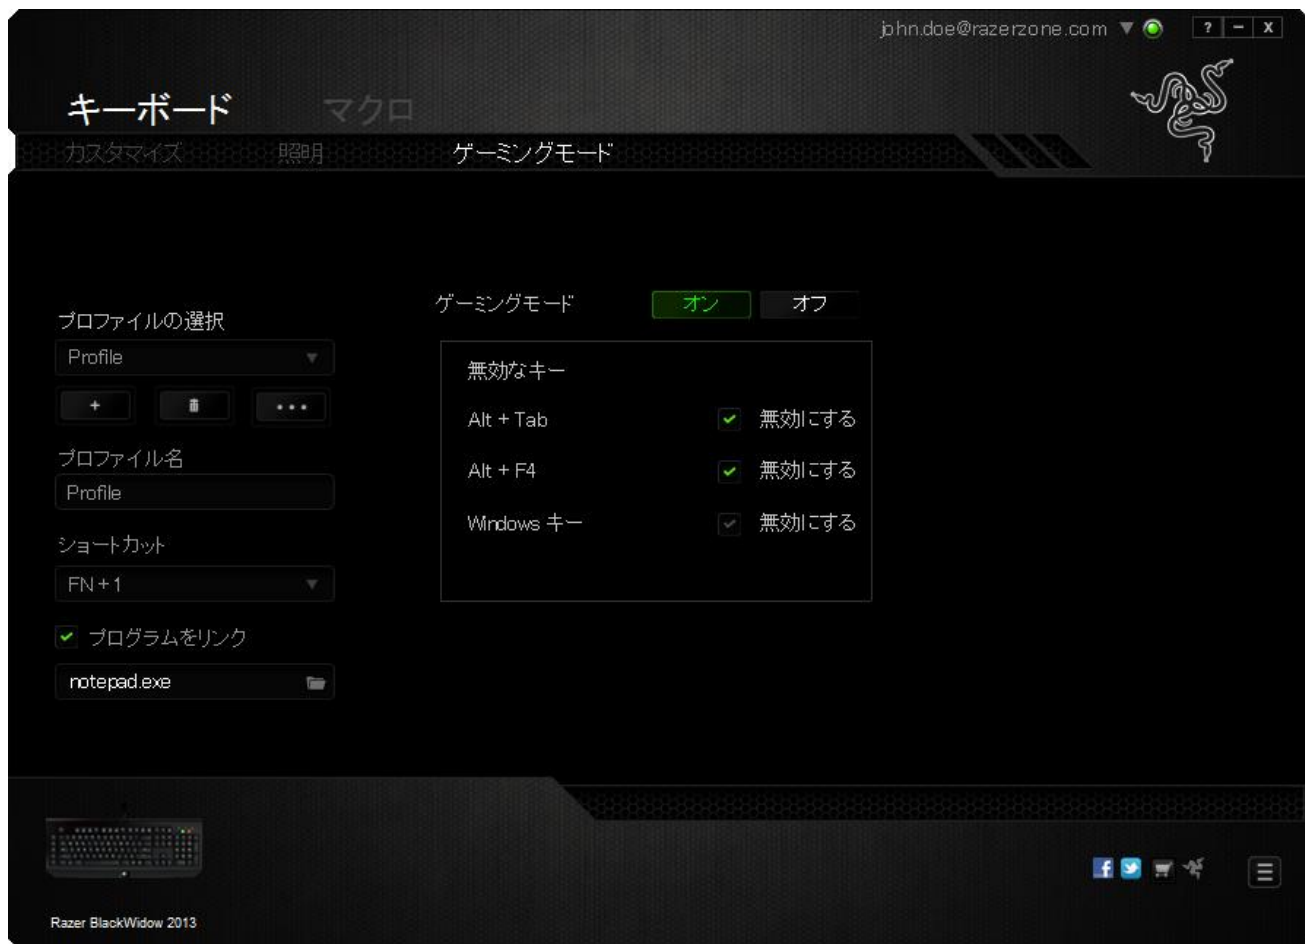 john.doe@razerzone.com
? － X
キーボード マクロ
カスタマイズ 照明 ゲーミングモード
プロファイルの選択
Profile
+ •••
プロファイル名
Profile
ショートカット
FN + 1
プログラムをリンク
notepad.exe
ゲーミングモード オン オフ
無効なキー
Alt + Tab 無効にする
Alt + F4 無効にする
Windows キー 無効にする
Razer BlackWidow 2013